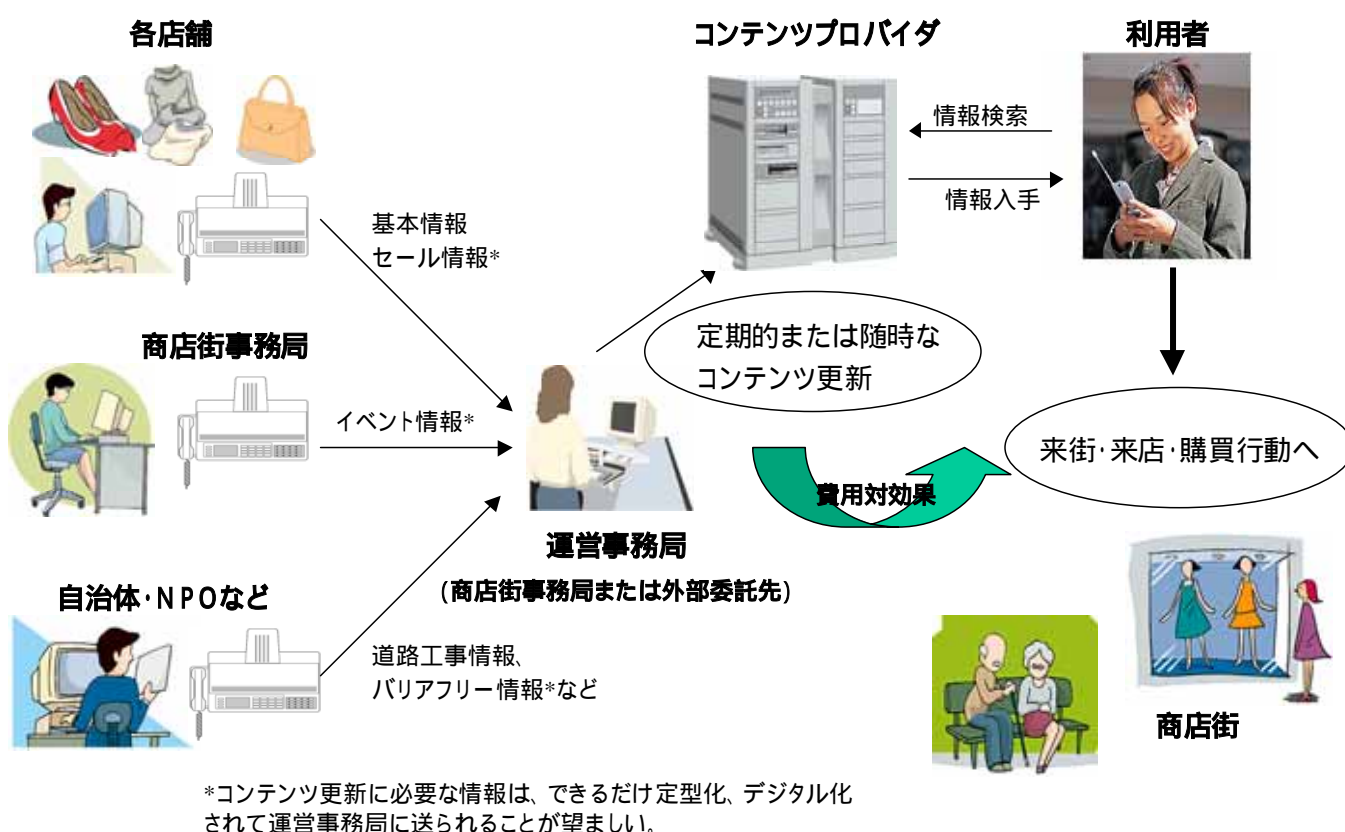 各店舗
コンテンツプロバイダ
利用者
情報検索
情報入手
基本情報
セール情報*
定期的または随時な
コンテンツ更新
商店街事務局
イベント情報*
来街・来店・購買行動へ
費用対効果
運営事務局
(商店街事務局または外部委託先)
自治体・NPOなど
道路工事情報、
バリアフリー情報*など
商店街
*コンテンツ更新に必要な情報は、できるだけ定型化、デジタル化
されて運営事務局に送られることが望ましい。